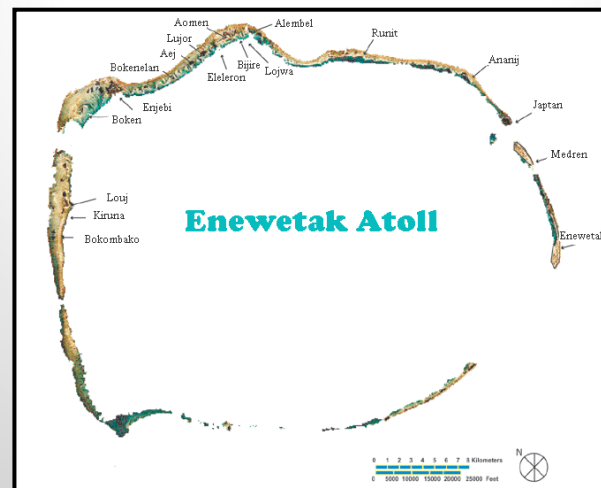 Aomen
Alembel
Lujor
Runit
Aej
Bokenelan
Bijire
Lojwa
Eleleron
Ananij
Enjebi
Boken
Japtan
Medren
Louj
Kiruna
Enewetak Atoll
Bokombako
Enewetak
0 1 2 3 4 5 6 7 8 Kilometers
0 5000 10000 15000 20000 25000 Feet
N